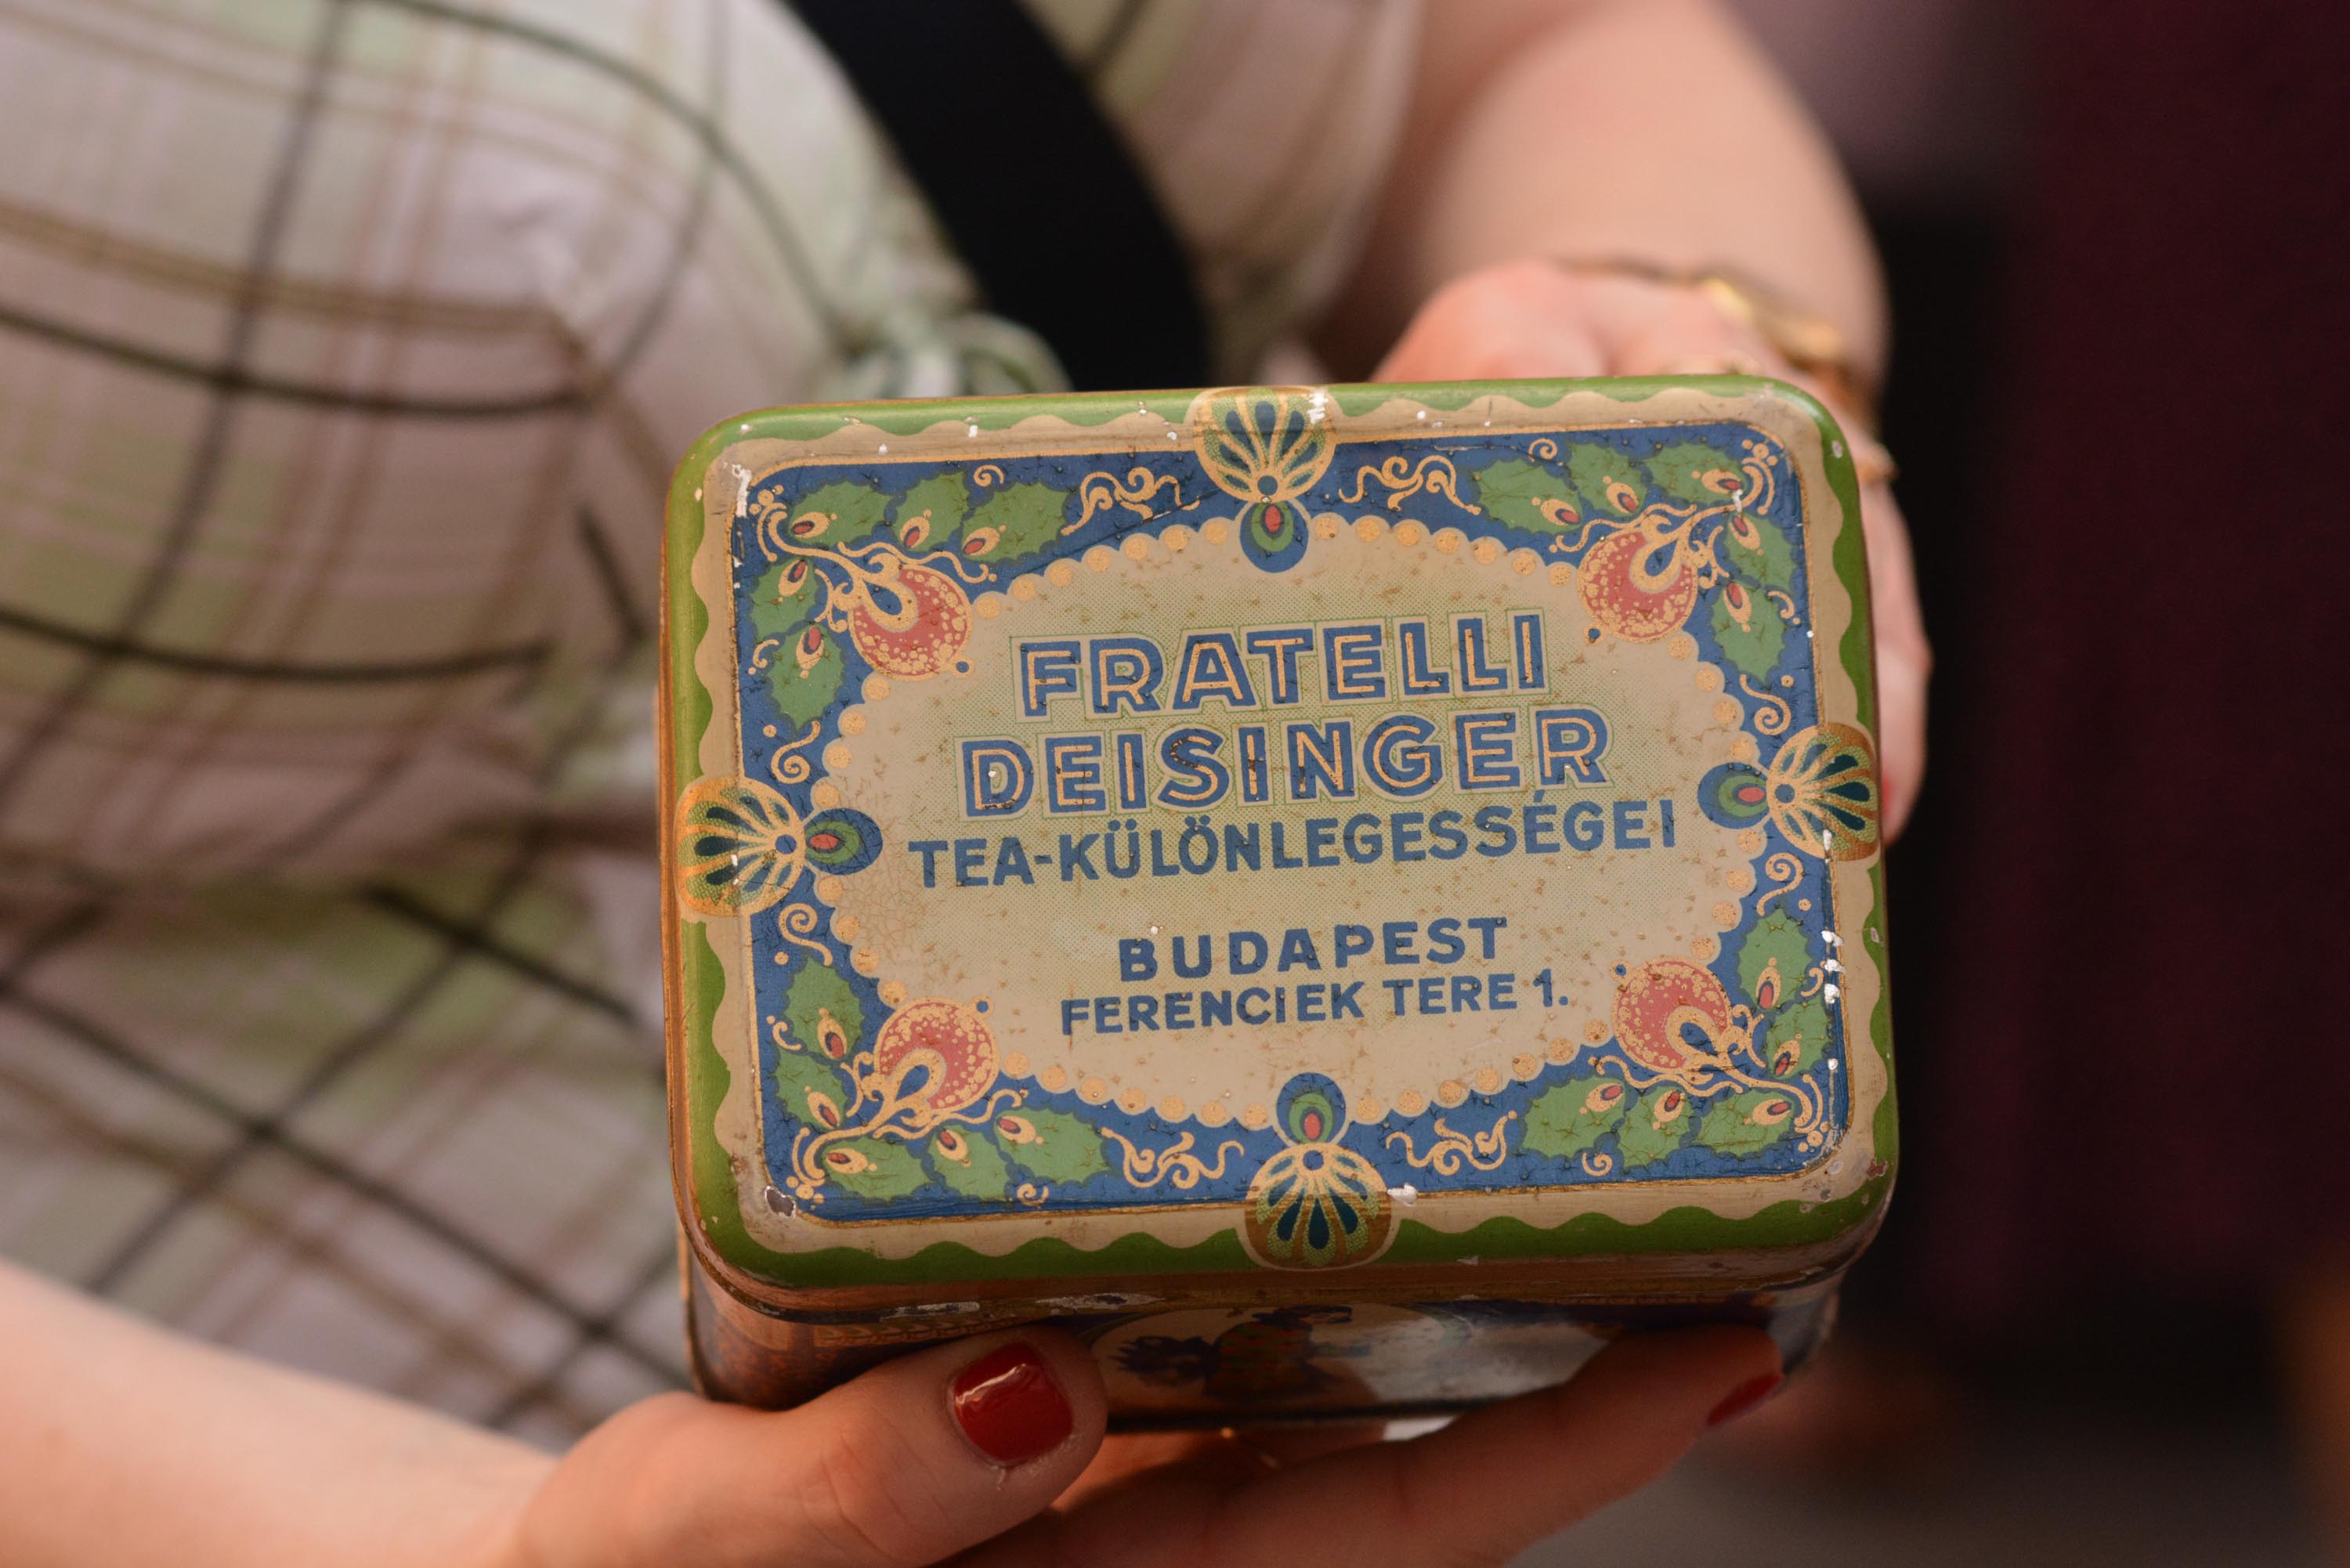 FRATELLI
DEISINGER
TEA-KÜLÖNLEGESSÉGEI
BUDAPEST
FERENCIEK TERE 1.